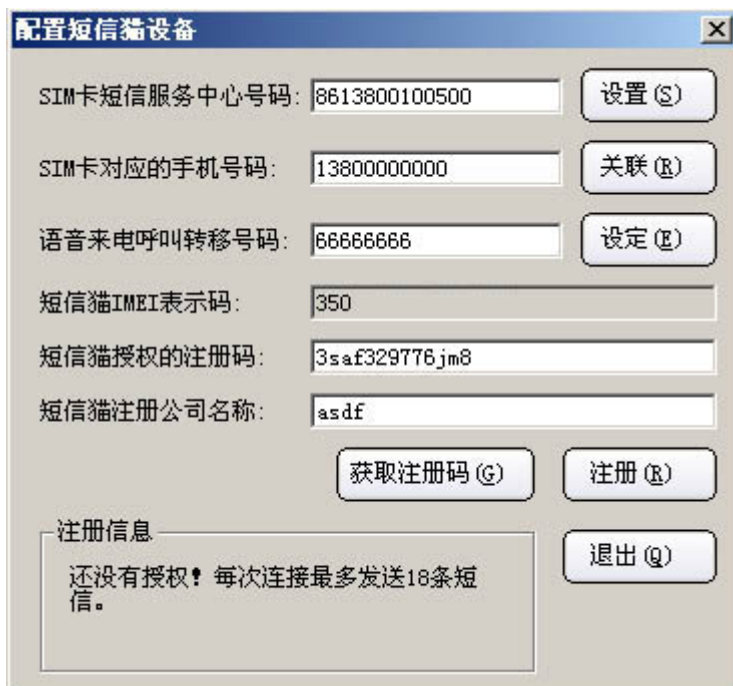 配置短信猫设备
SIM卡短信服务中心号码: 8613800100500 设置(S)
SIM卡对应的手机号码: 13800000000 关联(R)
语音来电呼叫转移号码: 66666666 设定(E)
短信猫IMEI表示码: 350
短信猫授权的注册码: 3saf329776jm8
短信猫注册公司名称: asdf
获取注册码(G) 注册(R)
注册信息
退出(Q)
还没有授权！每次连接最多发送18条短
信。